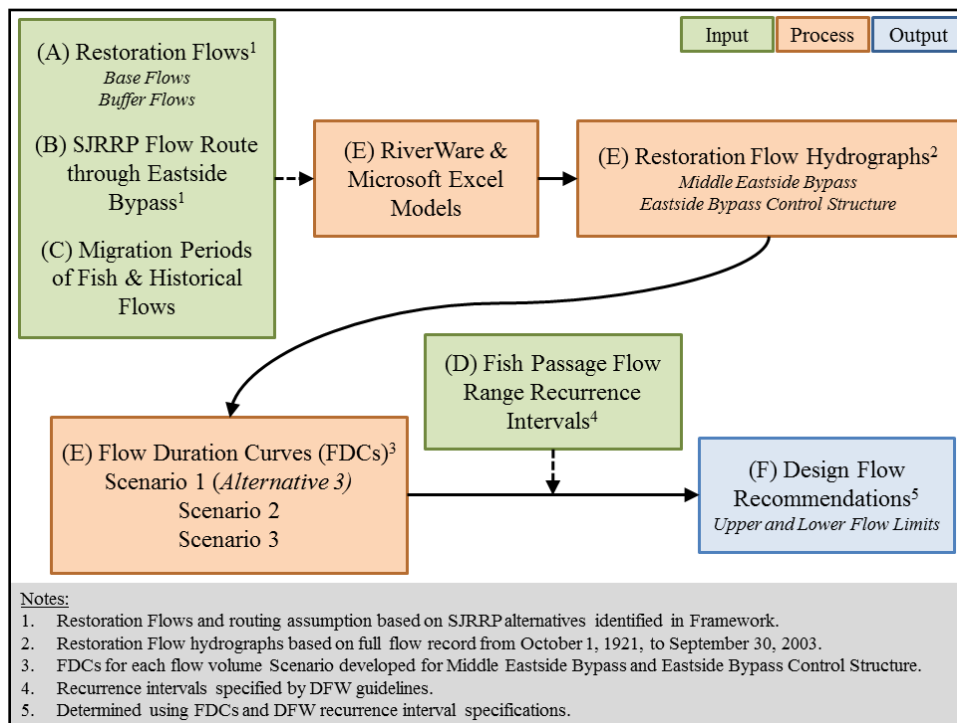 Input
Process
Output
(A) Restoration Flows¹
Base Flows
Buffer Flows
(B) SJRRP Flow Route
through Eastside
Bypass¹
(C) Migration Periods
of Fish & Historical
Flows
(E) RiverWare &
Microsoft Excel
Models
(E) Restoration Flow Hydrographs²
Middle Eastside Bypass
Eastside Bypass Control Structure
(D) Fish Passage Flow
Range Recurrence
Intervals⁴
(E) Flow Duration Curves (FDCs)³
Scenario 1 (Alternative 3)
Scenario 2
Scenario 3
(F) Design Flow
Recommendations⁵
Upper and Lower Flow Limits
Notes:
1. Restoration Flows and routing assumption based on SJRRP alternatives identified in Framework.
2. Restoration Flow hydrographs based on full flow record from October 1, 1921, to September 30, 2003.
3. FDCs for each flow volume Scenario developed for Middle Eastside Bypass and Eastside Bypass Control Structure.
4. Recurrence intervals specified by DFW guidelines.
5. Determined using FDCs and DFW recurrence interval specifications.